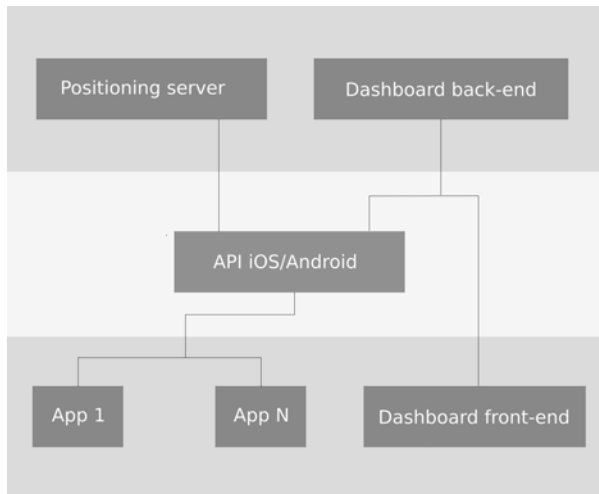 Positioning server
Dashboard back-end
API iOS/Android
App 1
App N
Dashboard front-end